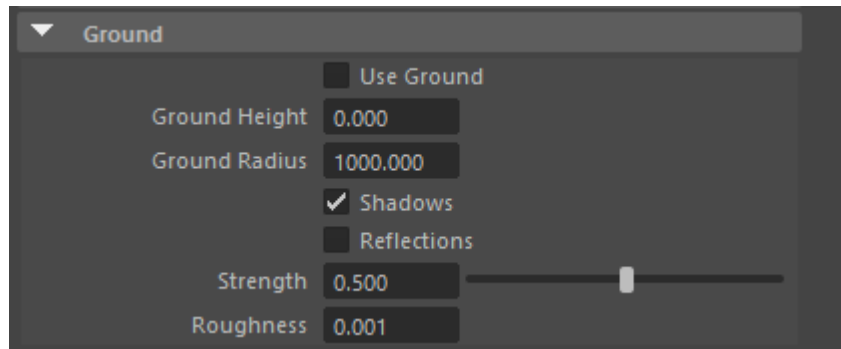 Ground
Use Ground
Ground Height 0.000
Ground Radius 1000.000
Shadows
Reflections
Strength 0.500
Roughness 0.001